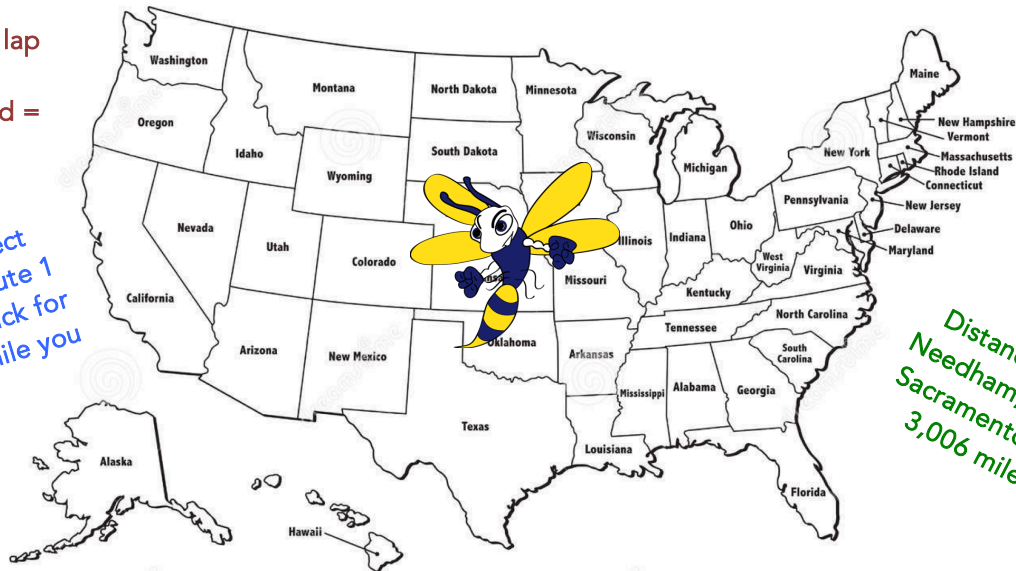 lap
d =
ect
ute 1
ck for
ile you
Washington
Oregon
California
Nevada
Idaho
Montana
Wyoming
Utah
Colorado
Arizona
New Mexico
North Dakota
South Dakota
Oklahoma
Texas
Minnesota
Wisconsin
Illinois
Missouri
Arkansas
Louisiana
Michigan
Indiana
Ohio
Kentucky
Tennessee
Mississippi
Alabama
Georgia
Florida
South
Carolina
North Carolina
Virginia
West
Virginia
Pennsylvania
New York
Maine
New Hampshire
Vermont
Massachusetts
Rhode Island
Connecticut
New Jersey
Delaware
Maryland
Alaska
Hawaii
Distanc
Needham,
Sacramento
3,006 mile